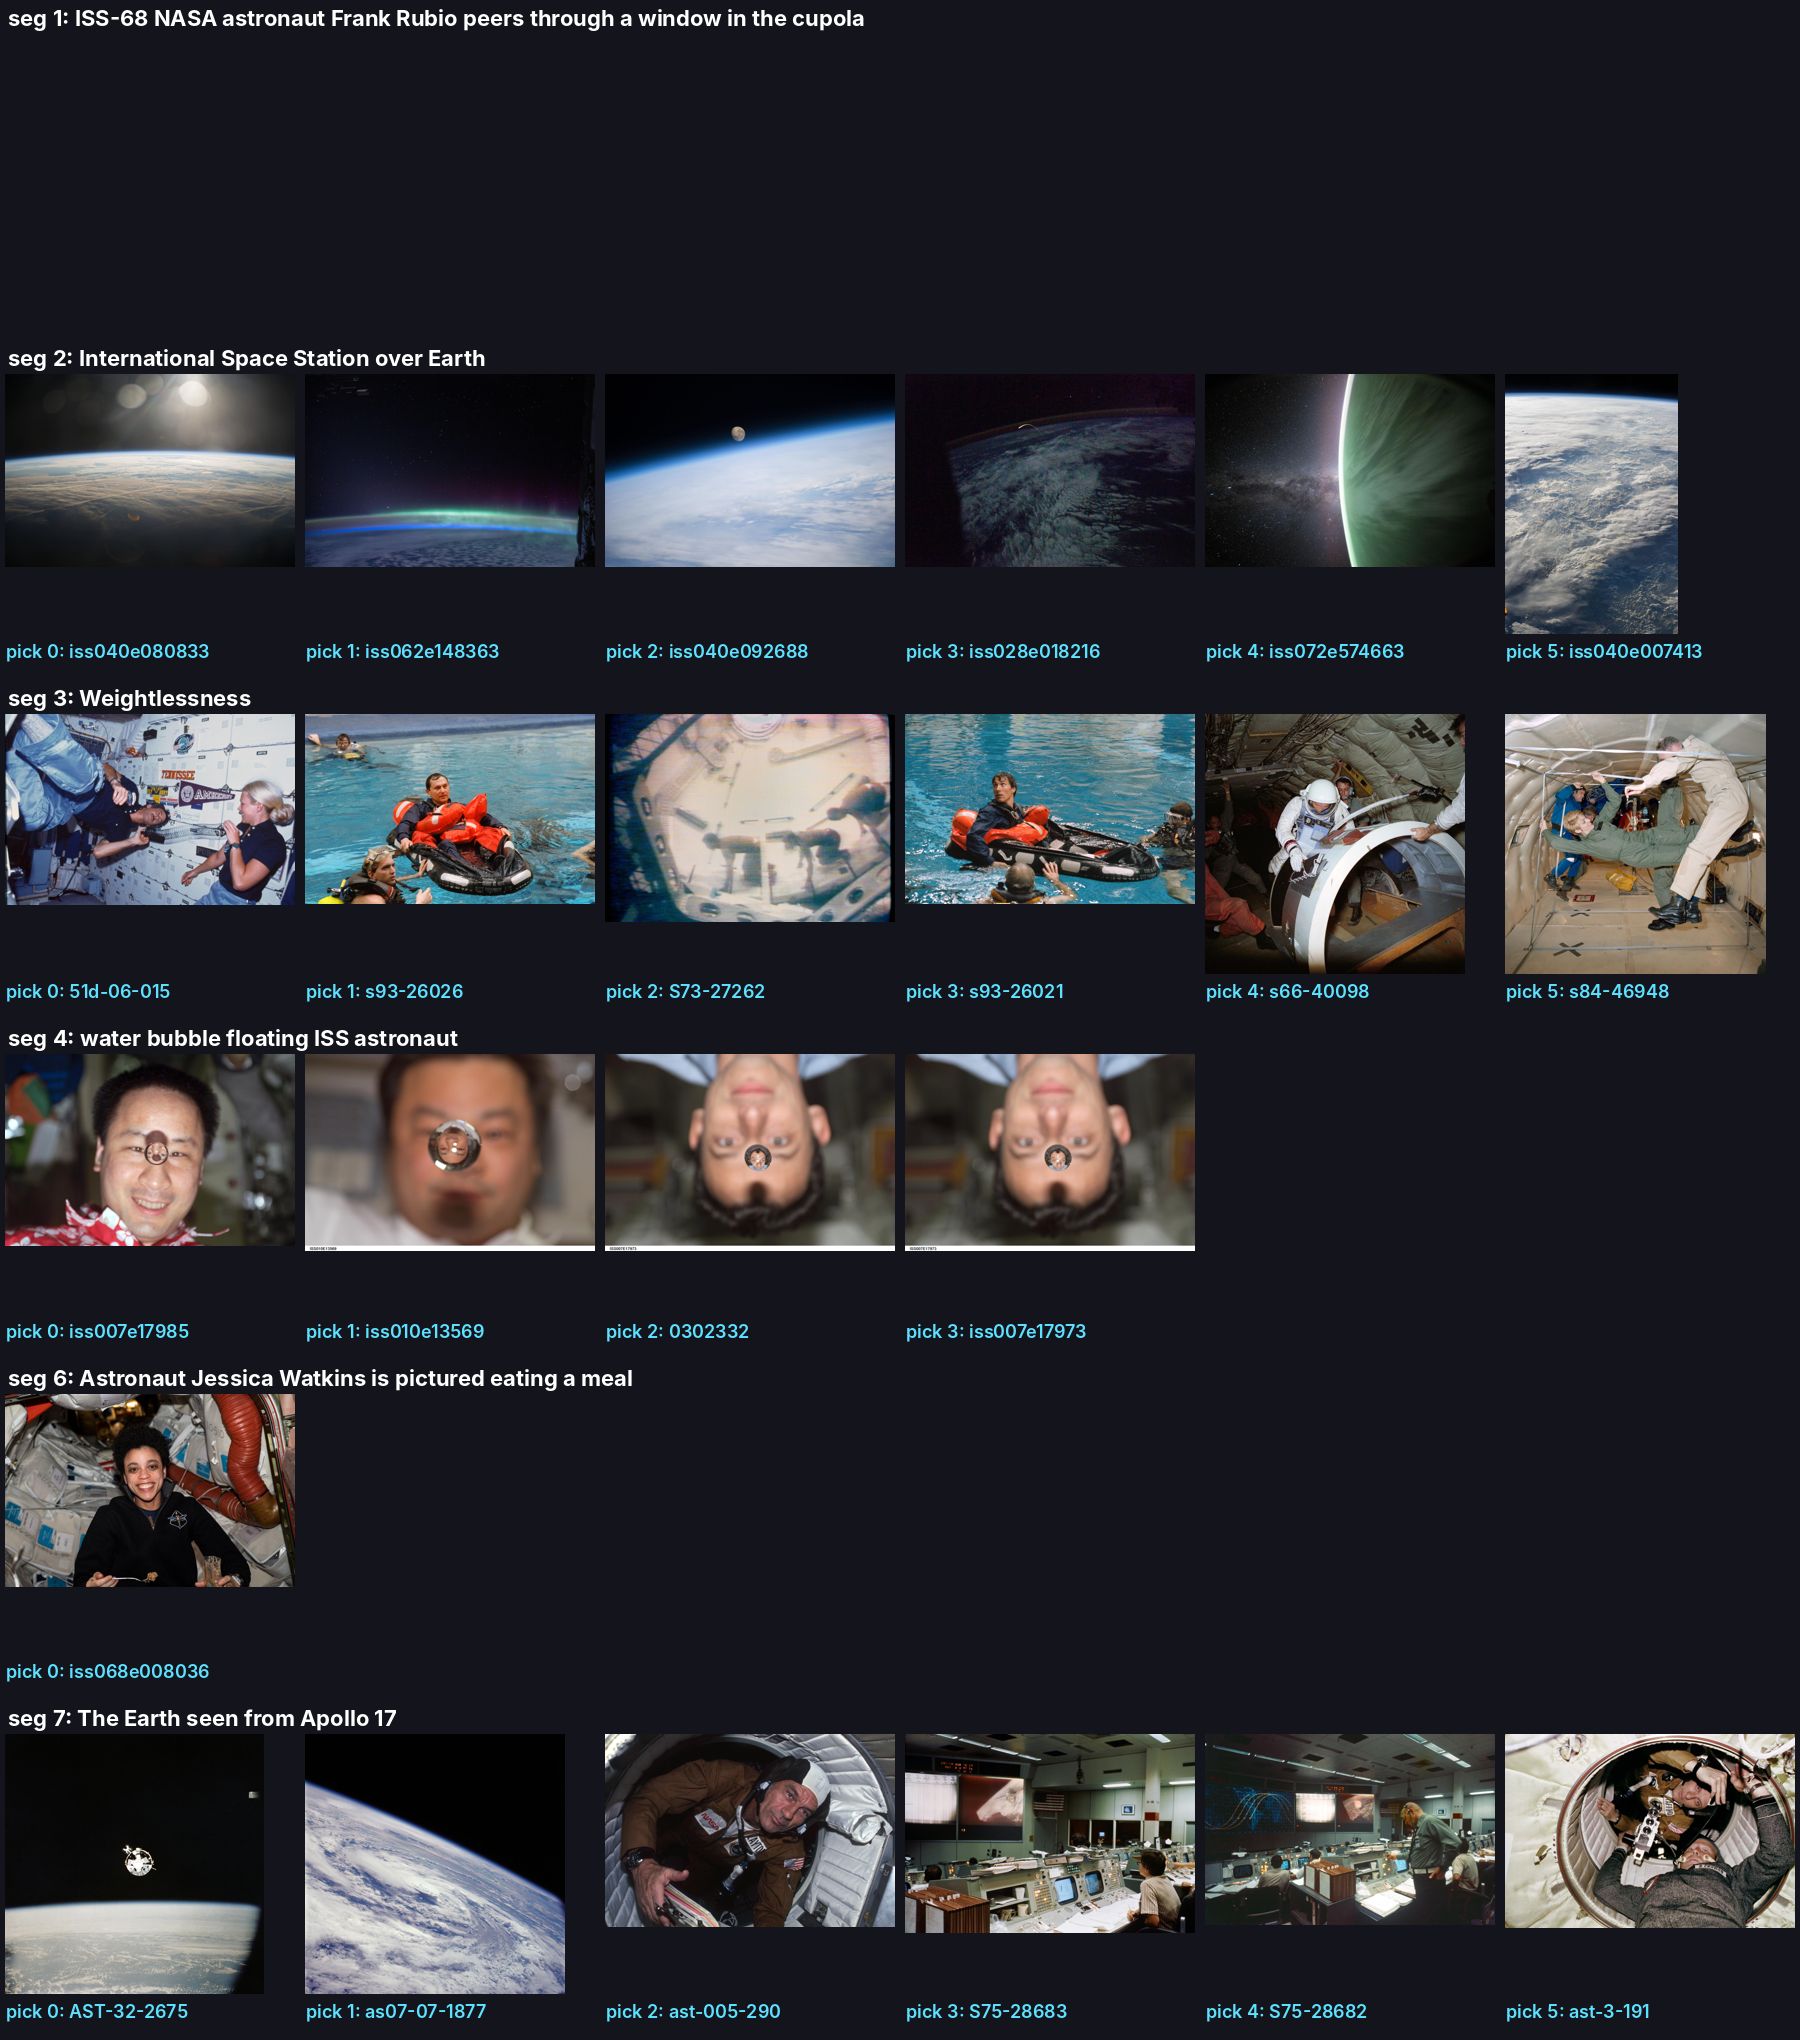 seg 1: ISS-68 NASA astronaut Frank Rubio peers through a window in the cupola
seg 2: International Space Station over Earth
pick 0: iss040e080833
pick 1: iss062e148363
pick 2: iss040e092688
pick 3: iss028e018216
pick 4: iss072e574663
pick 5: iss040e007413
seg 3: Weightlessness
TENNESSEE
pick 0: 51d-06-015
pick 1: s93-26026
pick 2: S73-27262
pick 3: s93-26021
pick 4: s66-40098
pick 5: s84-46948
seg 4: water bubble floating ISS astronaut
ISS010E13569
ISS007E17973
ISS007E17973
pick 0: iss007e17985
pick 1: iss010e13569
pick 2: 0302332
pick 3: iss007e17973
seg 6: Astronaut Jessica Watkins is pictured eating a meal
pick 0: iss068e008036
seg 7: The Earth seen from Apollo 17
pick 0: AST-32-2675
pick 1: as07-07-1877
pick 2: ast-005-290
pick 3: S75-28683
pick 4: S75-28682
pick 5: ast-3-191